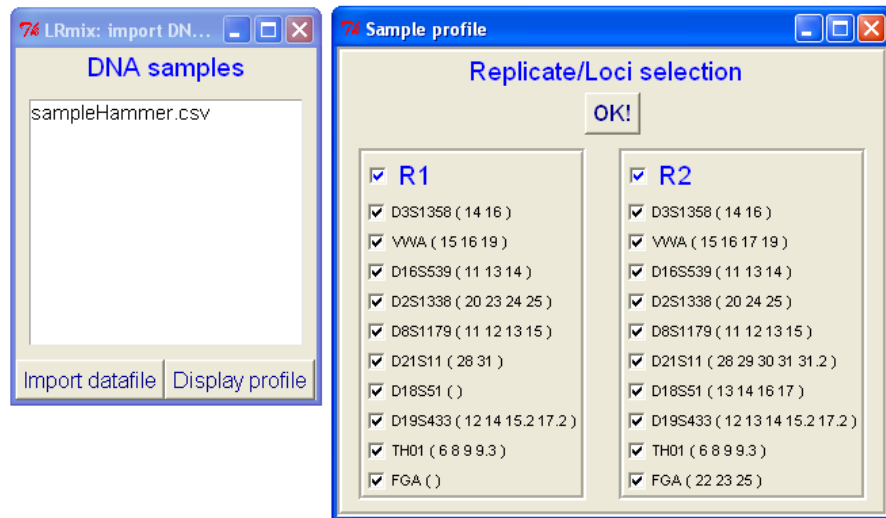 LRmix: import DN...
DNA samples
sampleHammer.csv
Import datafile
Display profile
Sample profile
Replicate/Loci selection
OK!
R1
D3S1358 ( 14 16 )
VWA ( 15 16 19 )
D16S539 ( 11 13 14 )
D2S1338 ( 20 23 24 25 )
D8S1179 ( 11 12 13 15 )
D21S11 ( 28 31 )
D18S51 ( )
D19S433 ( 12 14 15.2 17.2 )
TH01 ( 6 8 9 9.3 )
FGA ( )
R2
D3S1358 ( 14 16 )
VWA ( 15 16 17 19 )
D16S539 ( 11 13 14 )
D2S1338 ( 20 24 25 )
D8S1179 ( 11 12 13 15 )
D21S11 ( 28 29 30 31 31.2 )
D18S51 ( 13 14 16 17 )
D19S433 ( 12 13 14 15.2 17.2 )
TH01 ( 6 8 9 9.3 )
FGA ( 22 23 25 )